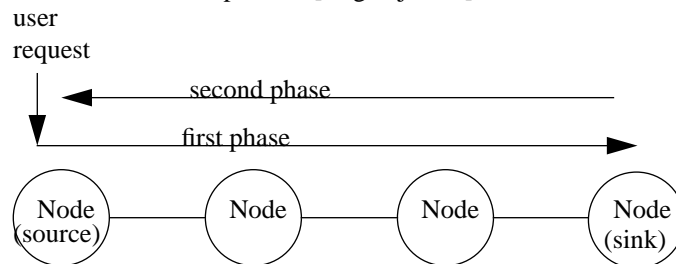 user
request
second phase
first phase
Node
(source)
Node
Node
Node
(sink)